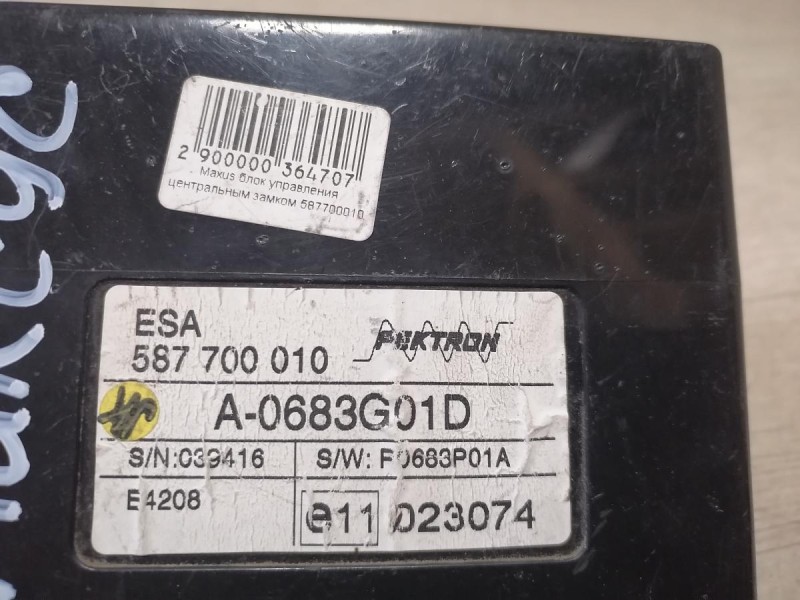 2 900000 364707
Maxus блок управления
центральным замком 587700010
ESA
587 700 010
PEKTRON
A-0683G01D
S/N:039416
S/W: P0683P01A
E4208
e11 023074